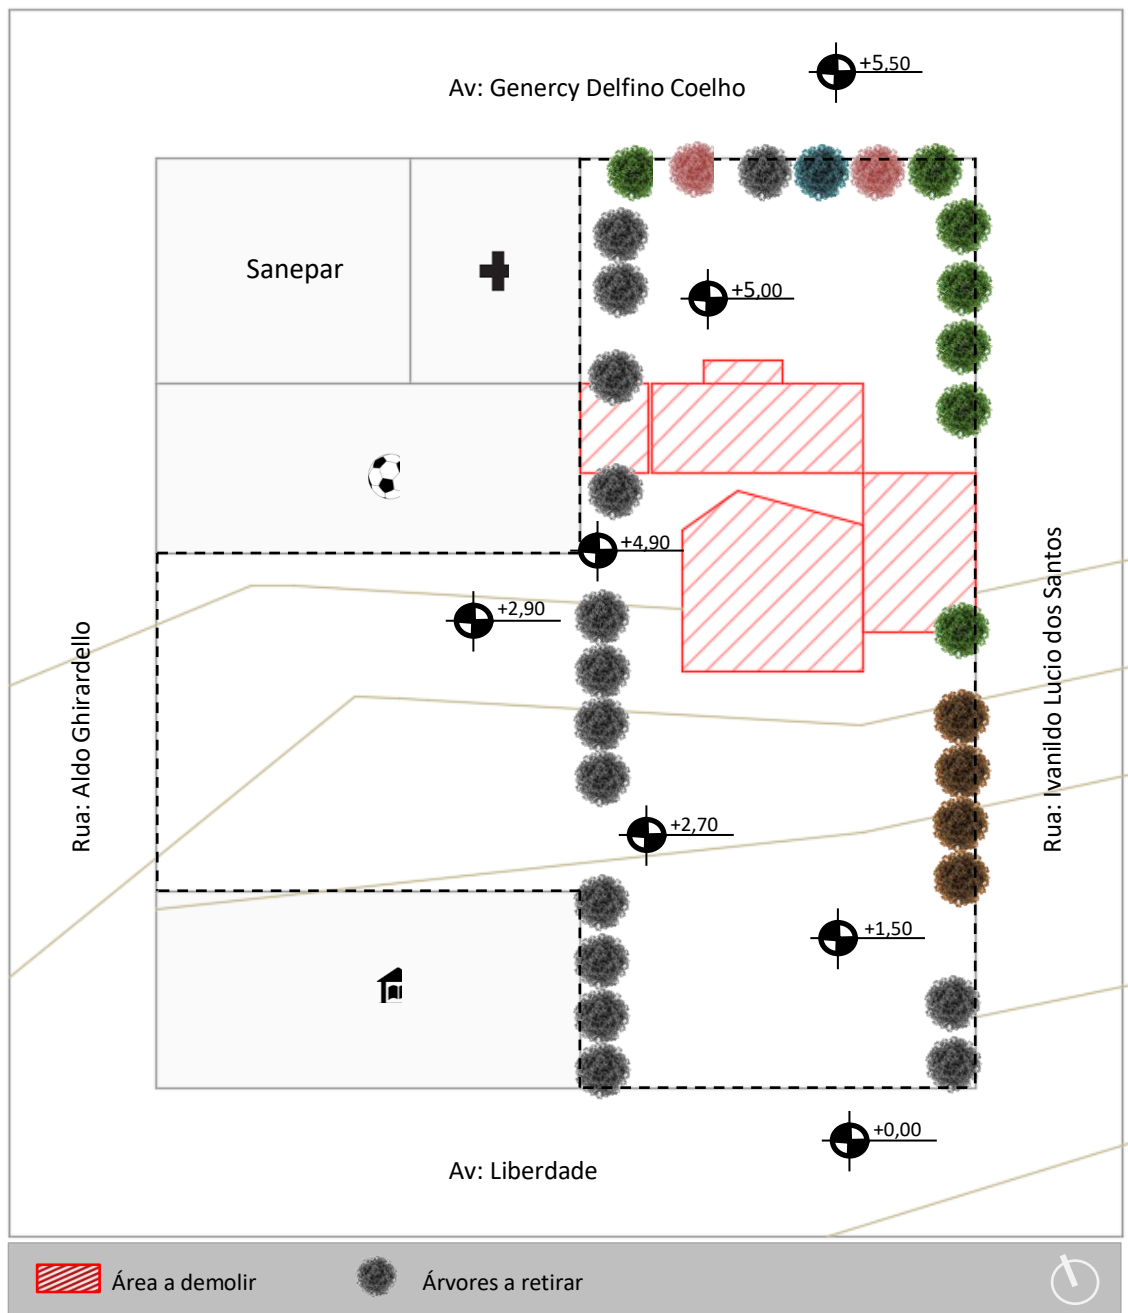 +5,50
Av: Genercy Delfino Coelho
Sanepar
+5,00
+4,90
+2,90
Rua: Aldo Ghirardello
Rua: Ivanildo Lucio dos Santos
+2,70
+1,50
+0,00
Av: Liberdade
Área a demolir
Árvores a retirar